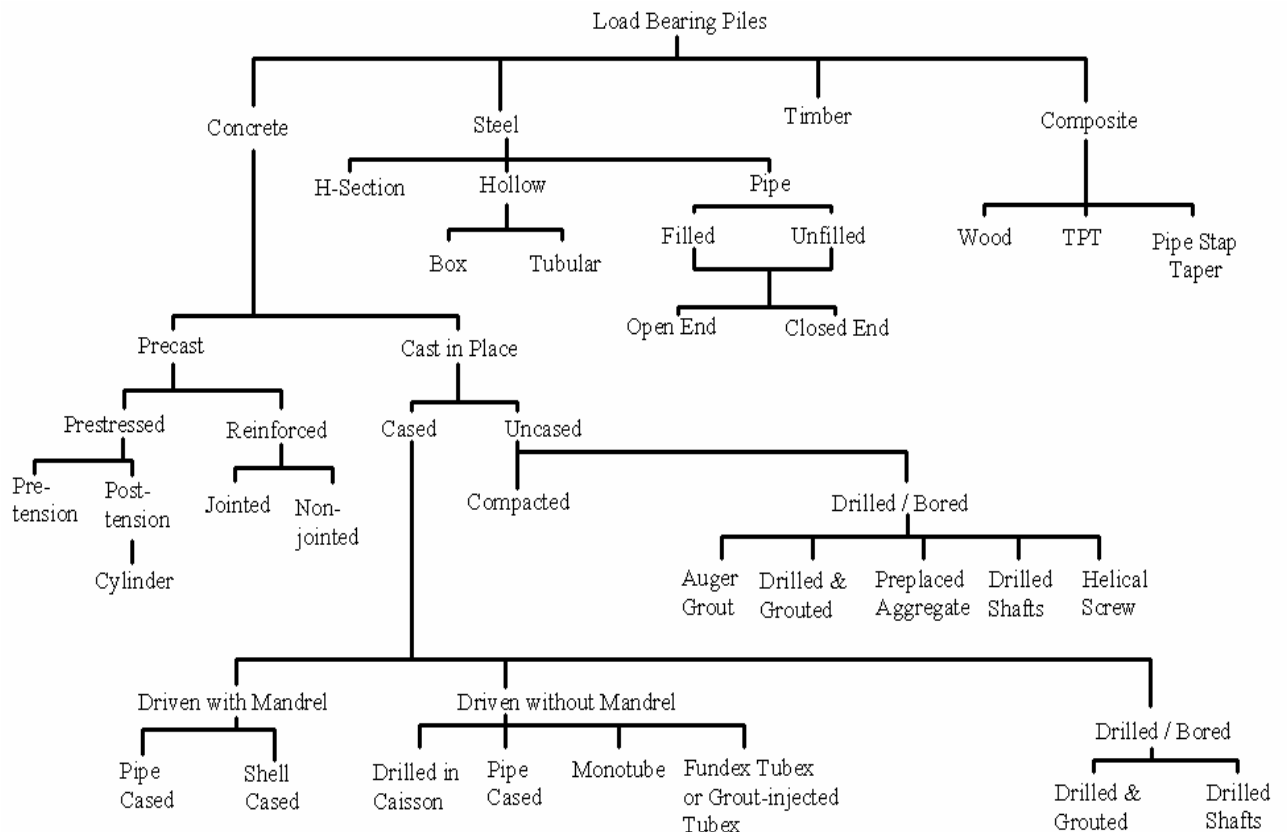 Load Bearing Piles
Concrete
Steel
Timber
Composite
H-Section
Hollow
Pipe
Box
Tubular
Filled
Unfilled
Wood
TPT
Pipe Stap
Taper
Open End
Closed End
Precast
Cast in Place
Prestressed
Reinforced
Cased
Uncased
Pre-
tension
Post-
tension
Jointed
Non-
jointed
Compacted
Drilled / Bored
Cylinder
Auger
Grout
Drilled &
Grouted
Preplaced
Aggregate
Drilled
Shafts
Helical
Screw
Driven with Mandrel
Driven without Mandrel
Drilled / Bored
Pipe
Cased
Shell
Cased
Drilled in
Caisson
Pipe
Cased
Monotube
Fundex Tubex
or Grout-injected
Tubex
Drilled &
Grouted
Drilled
Shafts